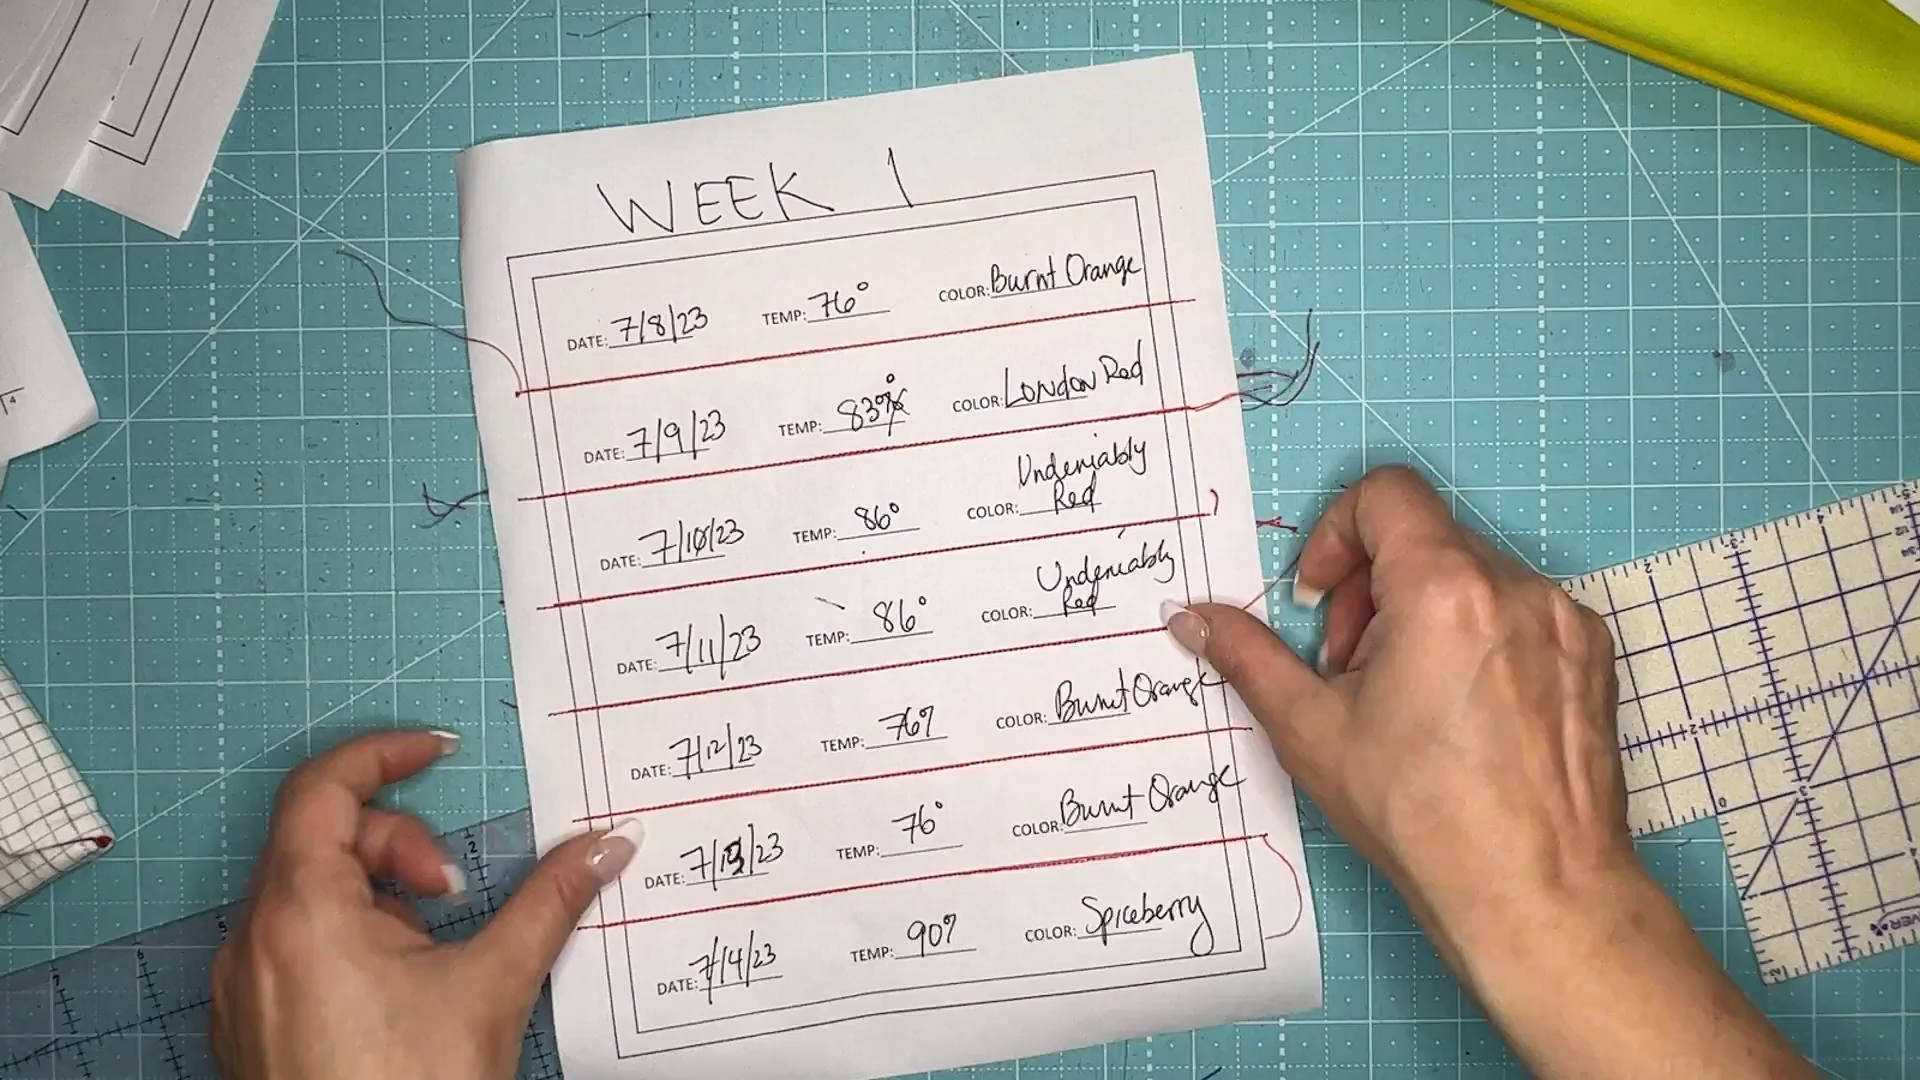 WEEK 1
DATE: 7/8/23 TEMP: 76° COLOR: Burnt Orange
DATE: 7/9/23 TEMP: 83° COLOR: London Red
DATE: 7/10/23 TEMP: 86° COLOR: Undeniably Red
DATE: 7/11/23 TEMP: 86° COLOR: Undeniably Red
DATE: 7/12/23 TEMP: 76° COLOR: Burnt Orange
DATE: 7/13/23 TEMP: 76° COLOR: Burnt Orange
DATE: 7/14/23 TEMP: 90° COLOR: Spiceberry